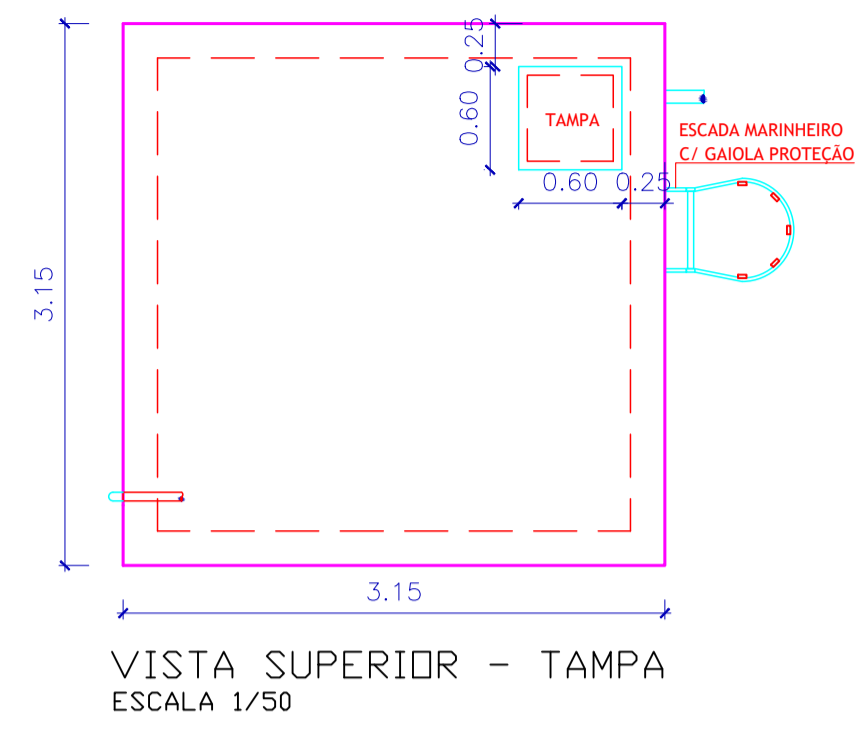 0.25
0.60
TAMPA
ESCADA MARINHEIRO
C/ GAIOLA PROTEÇÃO
0.60 0.25
3.15
3.15
VISTA SUPERIOR - TAMPA
ESCALA 1/50